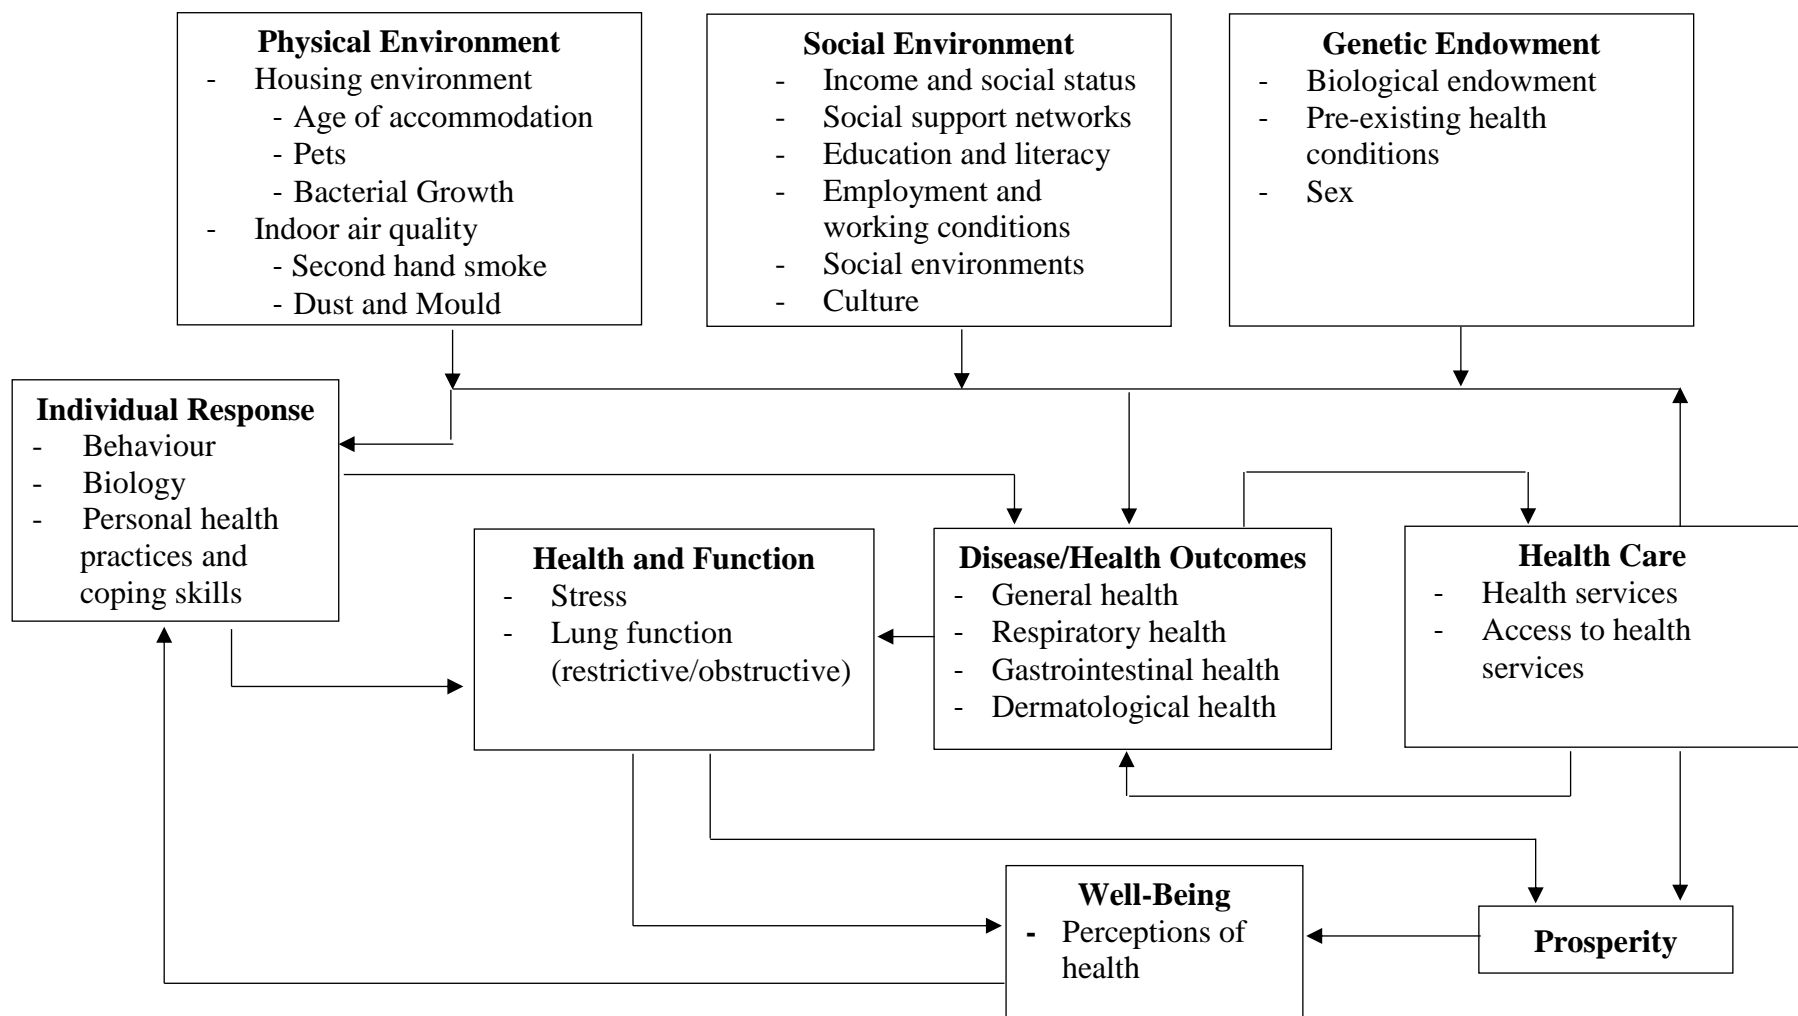 Physical Environment
- Housing environment
- Age of accommodation
- Pets
- Bacterial Growth
- Indoor air quality
- Second hand smoke
- Dust and Mould
Social Environment
- Income and social status
- Social support networks
- Education and literacy
- Employment and
working conditions
- Social environments
- Culture
Genetic Endowment
- Biological endowment
- Pre-existing health
conditions
- Sex
Individual Response
- Behaviour
- Biology
- Personal health
practices and
coping skills
Health and Function
- Stress
- Lung function
(restrictive/obstructive)
Disease/Health Outcomes
- General health
- Respiratory health
- Gastrointestinal health
- Dermatological health
Health Care
- Health services
- Access to health
services
Well-Being
- Perceptions of
health
Prosperity